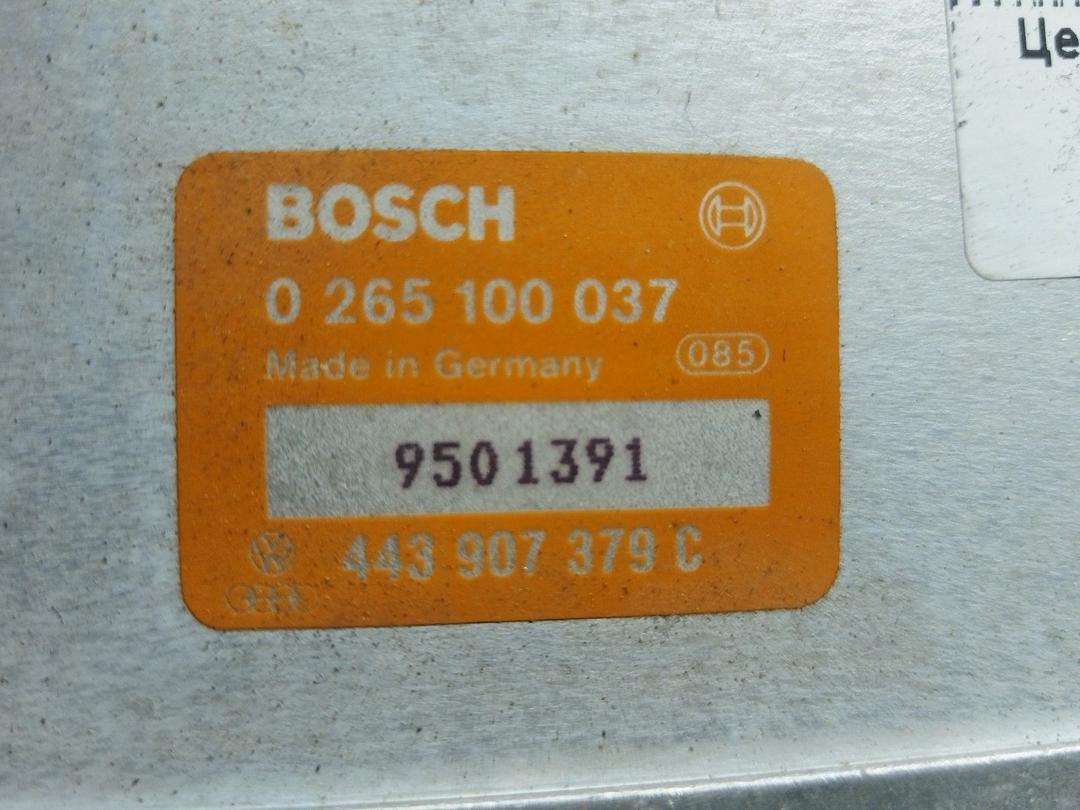 Це
BOSCH
0 265 100 037
Made in Germany 085
9501391
443 907 379 C